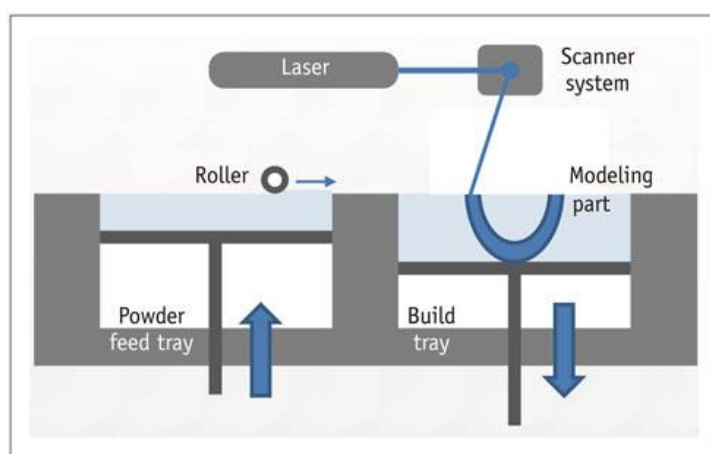 Laser
Scanner
system
Roller
Modeling
part
Powder
feed tray
Build
tray